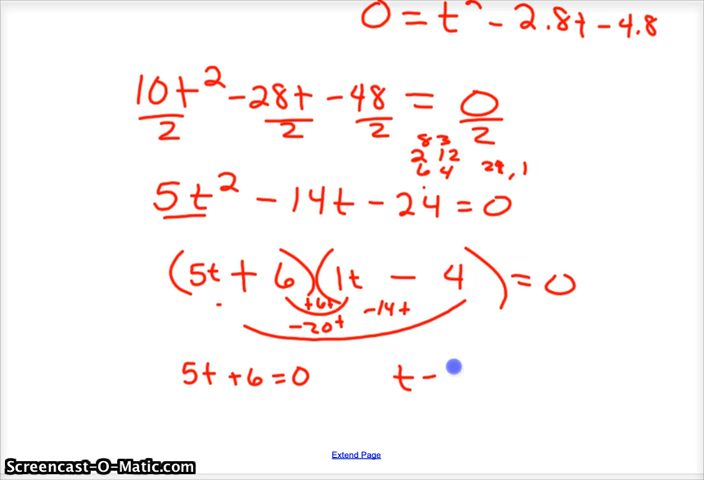 0 = t² - 2.8t - 4.8
10t² - 28t - 48 = 0
2 2 2 2
8 3
2 12
6 4 24, 1
5t² - 14t - 24 = 0
(5t + 6)(1t - 4) = 0
+6t -14t
-20t
5t + 6 = 0 t -
Extend Page
Screencast-O-Matic.com